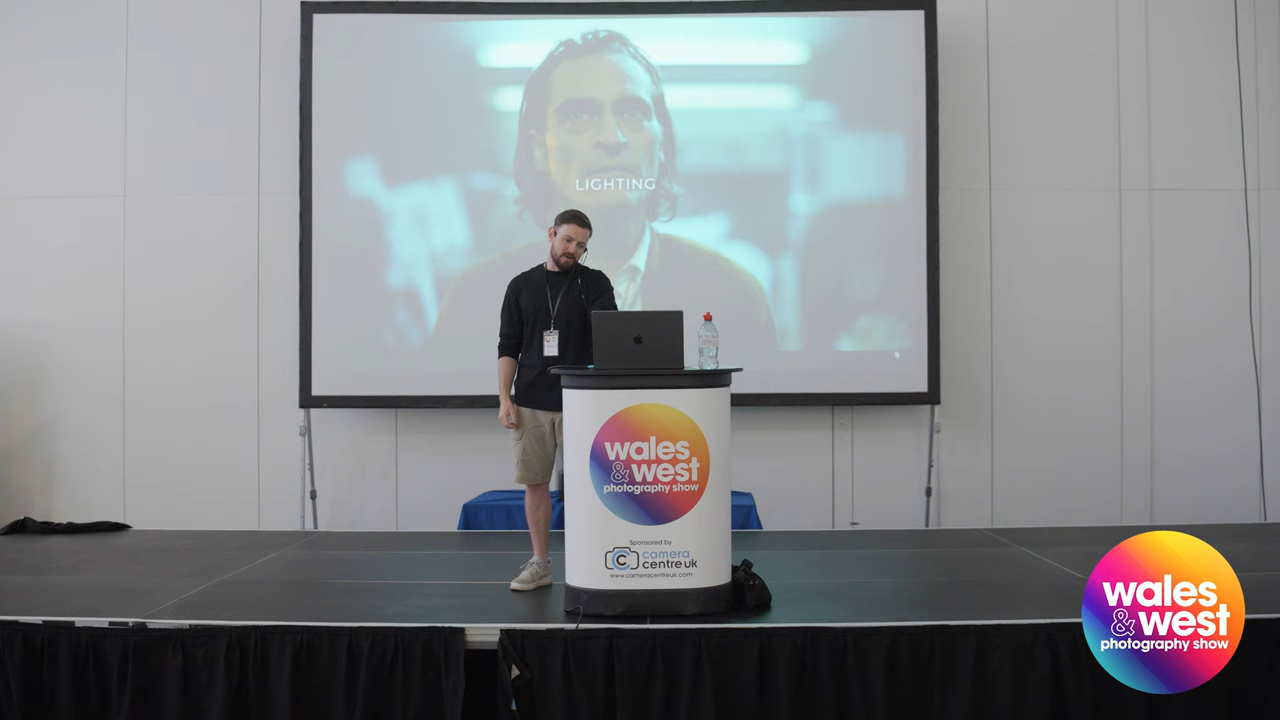 LIGHTING
wales
& west
photography show
Sponsored by
C camera
centre uk
www.cameracentreuk.com
wales
& west
photography show